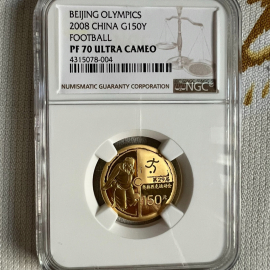 BEIJING OLYMPICS
2008 CHINA G150Y
FOOTBALL
PF 70 ULTRA CAMEO
4315078-004
NUMISMATIC GUARANTY CORPORATION
NGC
150